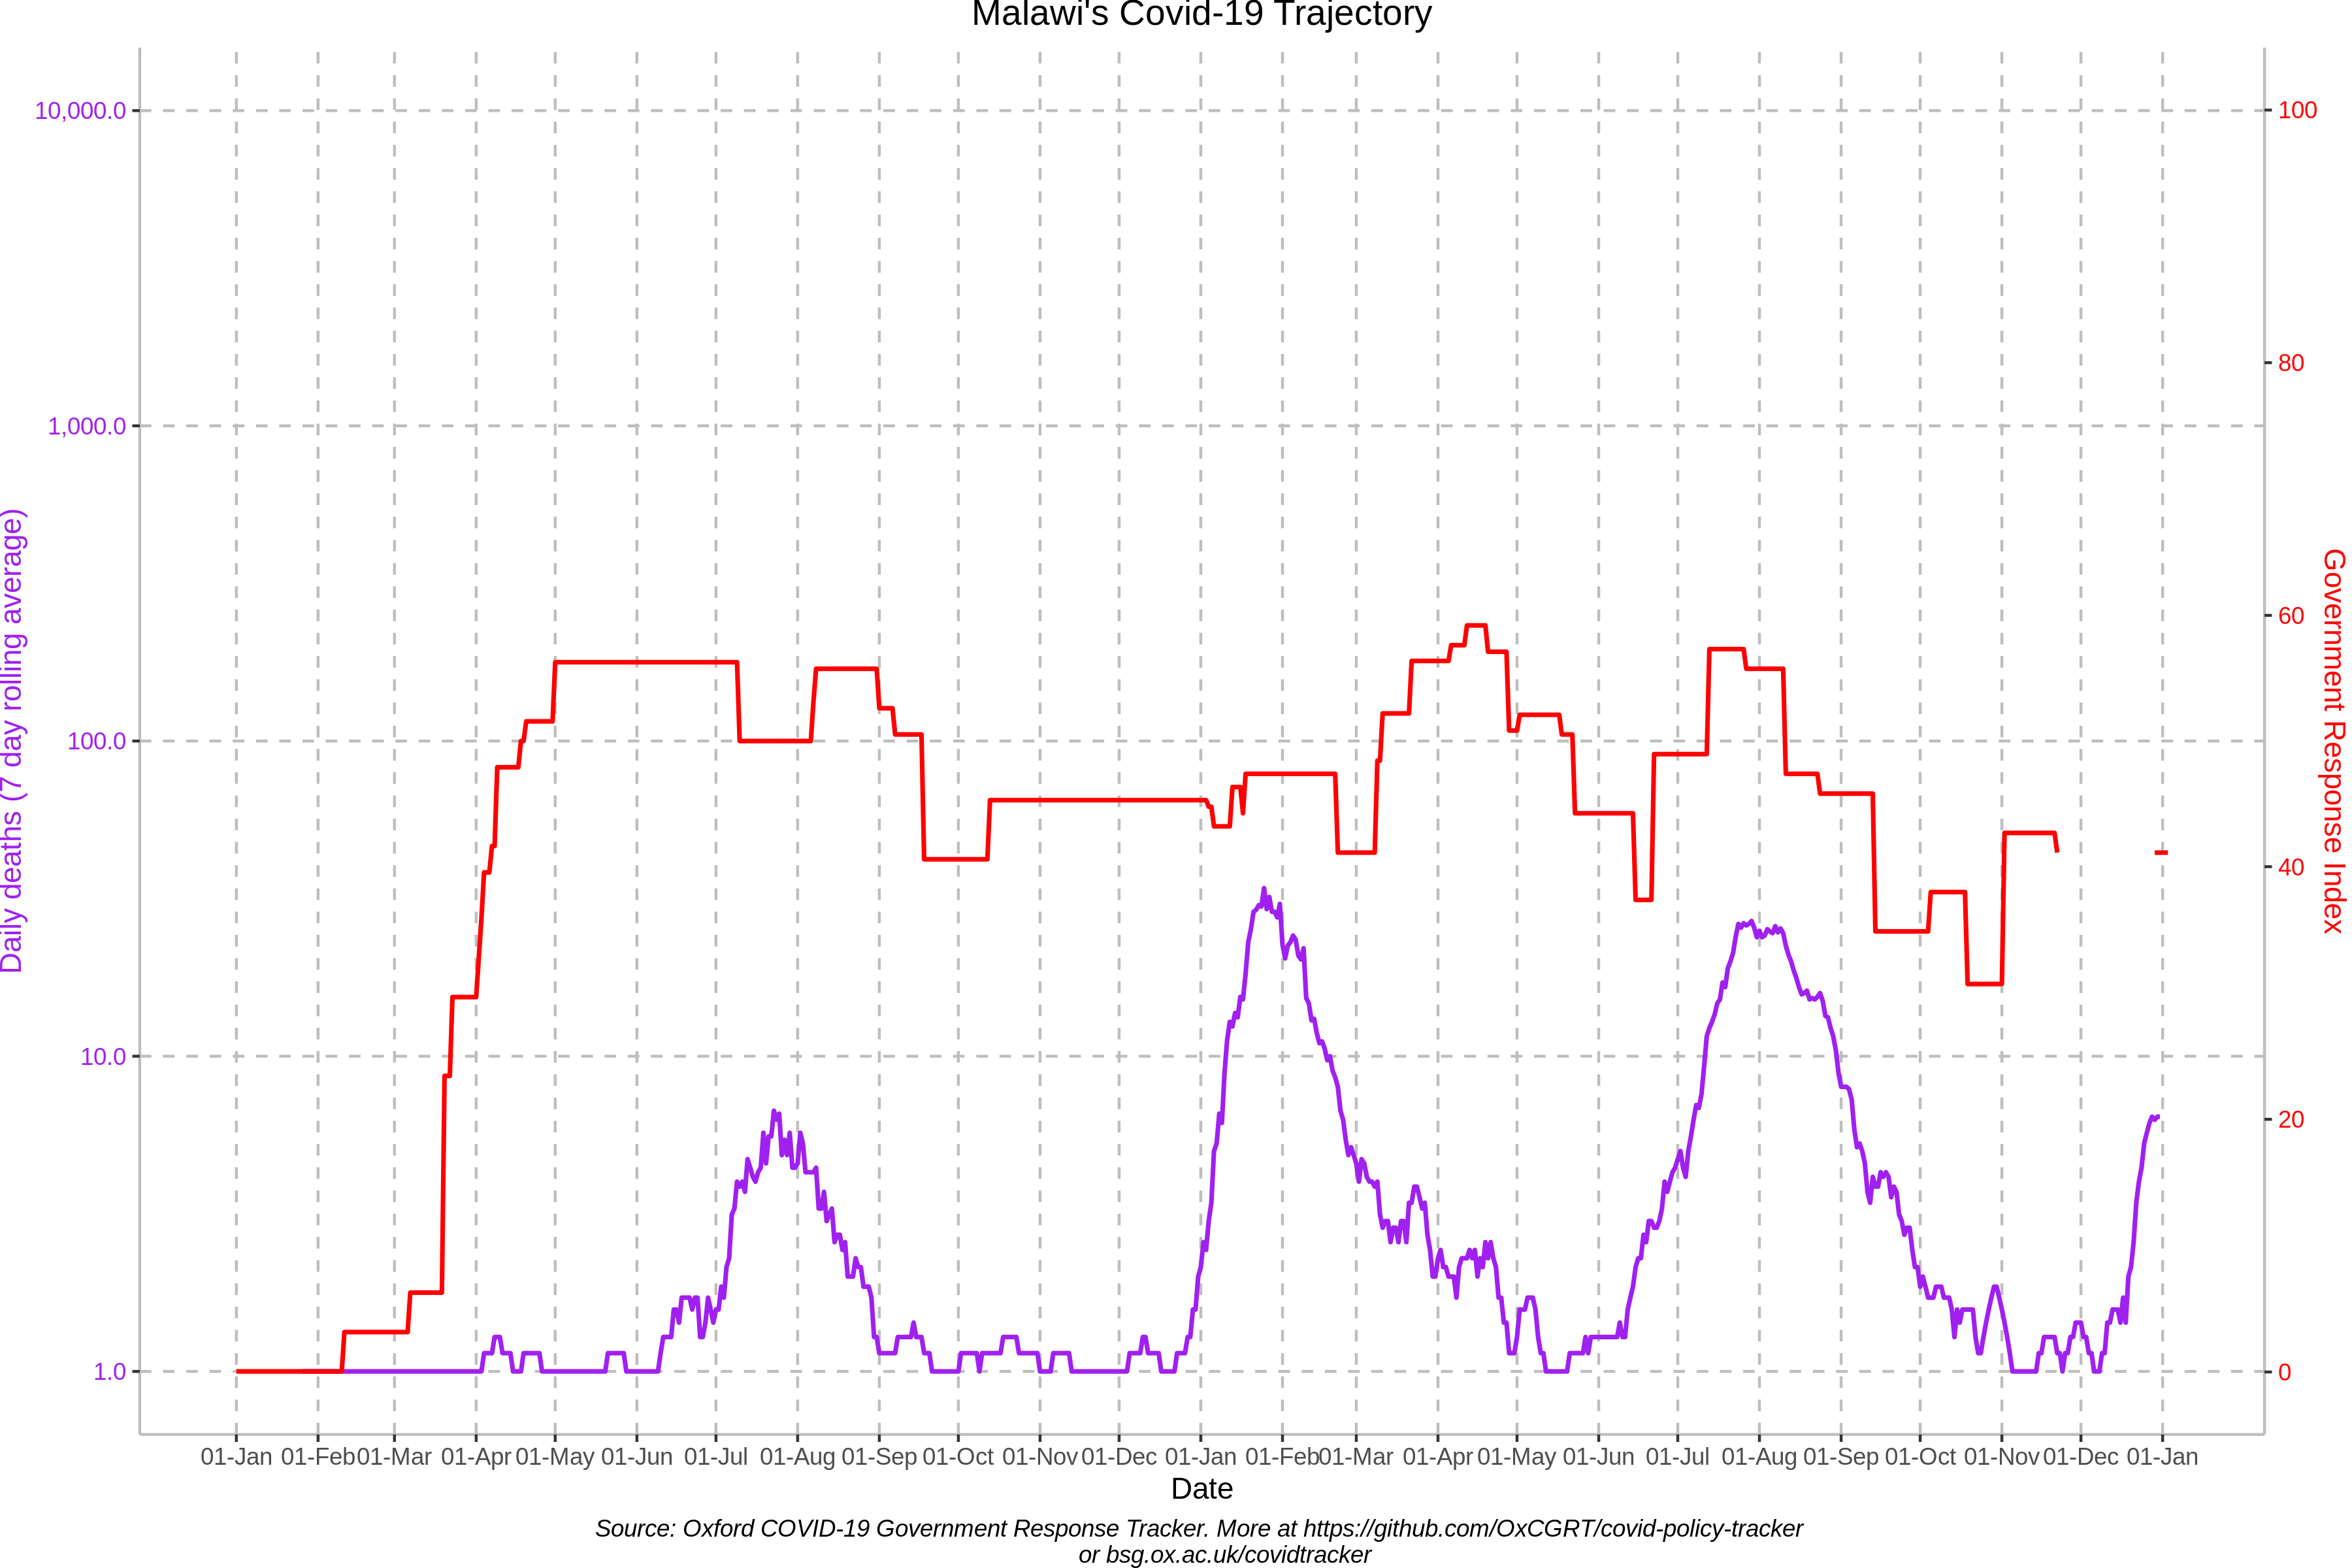 Malawi's Covid-19 Trajectory
10,000.0
1,000.0
100.0
10.0
1.0
Daily deaths (7 day rolling average)
100
80
60
40
20
0
Government Response Index
01-Jan 01-Feb 01-Mar 01-Apr 01-May 01-Jun 01-Jul 01-Aug 01-Sep 01-Oct 01-Nov 01-Dec 01-Jan 01-Feb 01-Mar 01-Apr 01-May 01-Jun 01-Jul 01-Aug 01-Sep 01-Oct 01-Nov 01-Dec 01-Jan
Date
Source: Oxford COVID-19 Government Response Tracker. More at https://github.com/OxCGRT/covid-policy-tracker
or bsg.ox.ac.uk/covidtracker